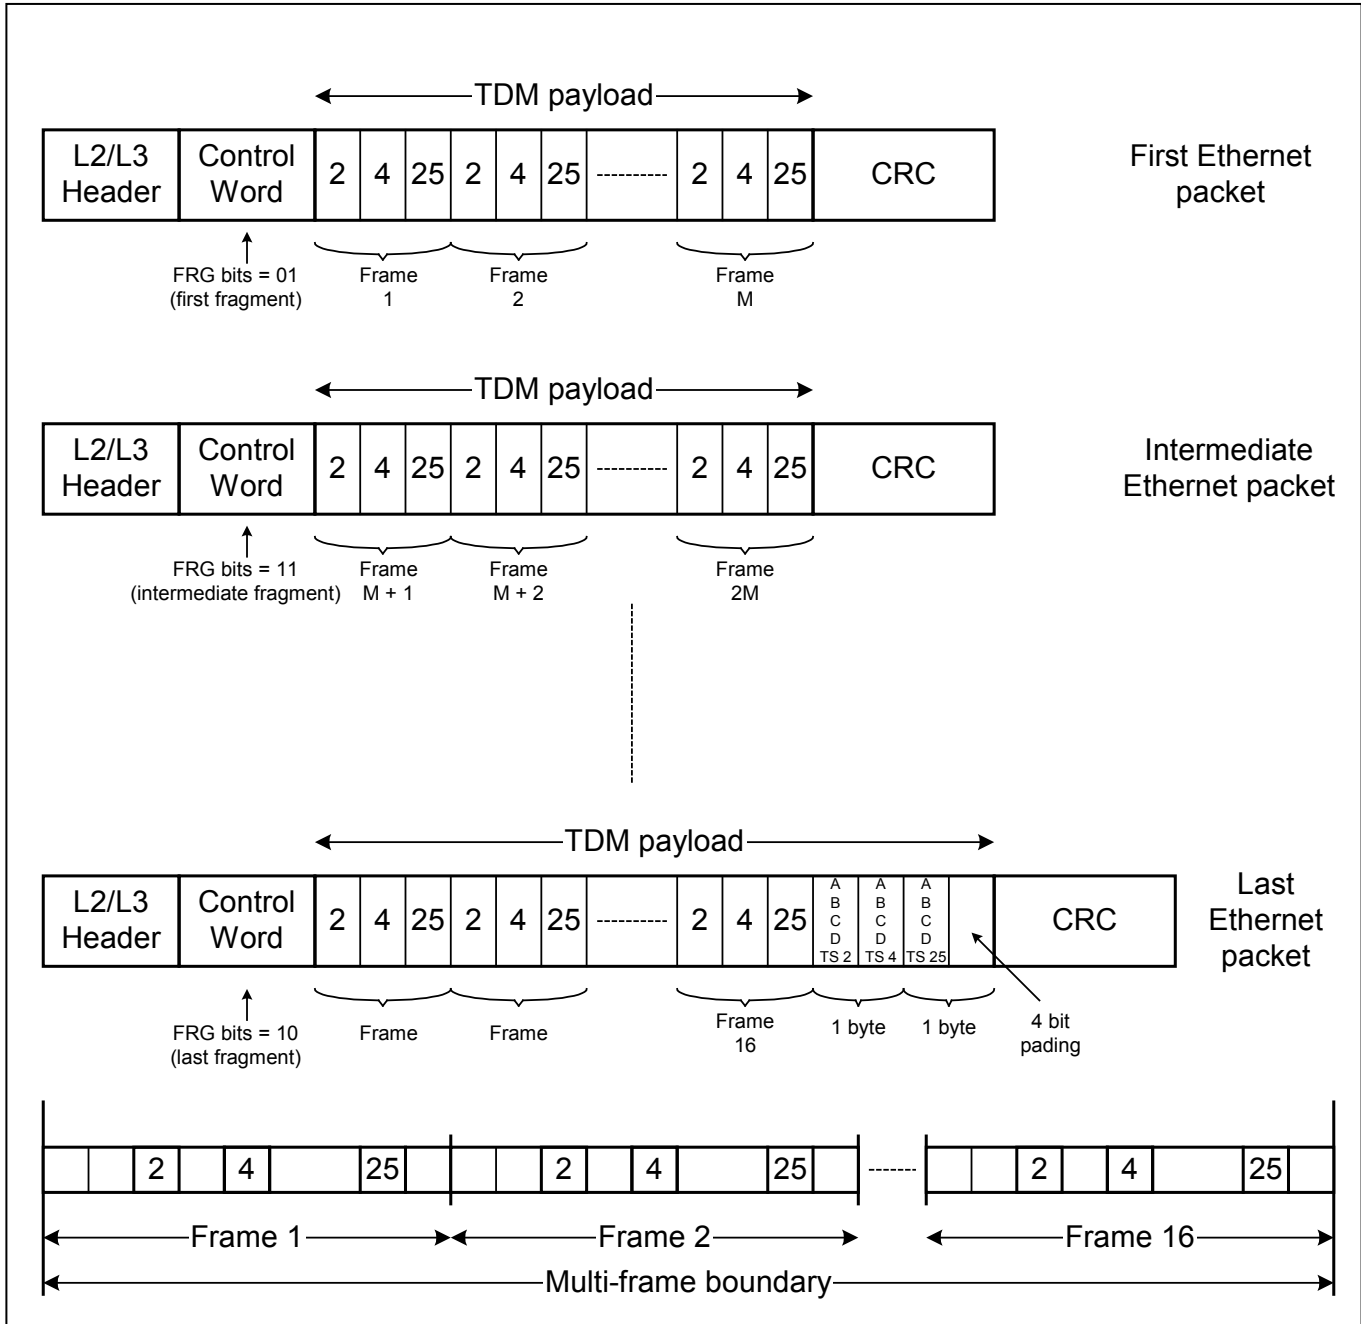 TDM payload
L2/L3 Header
Control Word
2 4 25 2 4 25 2 4 25
CRC
First Ethernet
packet
FRG bits = 01
(first fragment)
Frame
1
Frame
2
Frame
M
TDM payload
L2/L3 Header
Control Word
2 4 25 2 4 25 2 4 25
CRC
Intermediate
Ethernet packet
FRG bits = 11
(intermediate fragment)
Frame
M + 1
Frame
M + 2
Frame
2M
TDM payload
L2/L3 Header
Control Word
2 4 25 2 4 25 2 4 25
A
B
C
D
TS 2
A
B
C
D
TS 4
A
B
C
D
TS 25
CRC
Last
Ethernet
packet
FRG bits = 10
(last fragment)
Frame
Frame
Frame
16
1 byte
1 byte
4 bit
pading
2 4 25 2 4 25 2 4 25
Frame 1
Frame 2
Frame 16
Multi-frame boundary